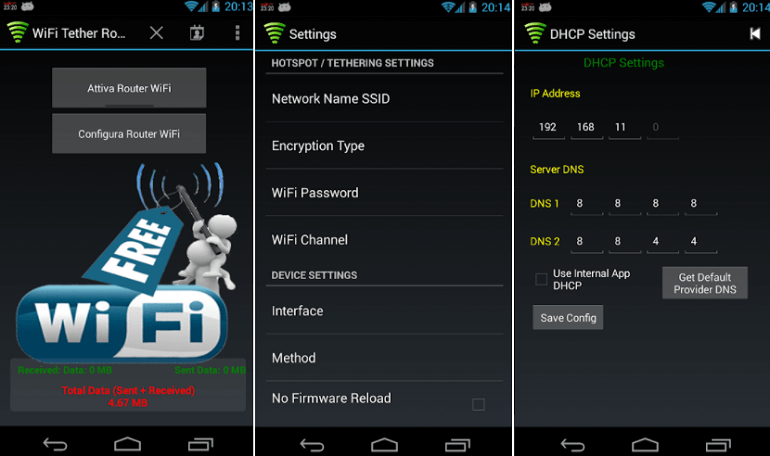 20:13
WiFi Tether Ro...
Attiva Router WiFi
Configura Router WiFi
FREE
WiFi
Received: Data: 0 MB Sent Data: 0 MB
Total Data (Sent + Received)
4.67 MB
23:20 20:14
Settings
HOTSPOT / TETHERING SETTINGS
Network Name SSID
Encryption Type
WiFi Password
WiFi Channel
DEVICE SETTINGS
Interface
Method
No Firmware Reload
23:20 20:14
DHCP Settings
DHCP Settings
IP Address
192 168 11 0
Server DNS
DNS 1 8 8 8 8
DNS 2 8 8 4 4
Use Internal App
DHCP
Get Default
Provider DNS
Save Config